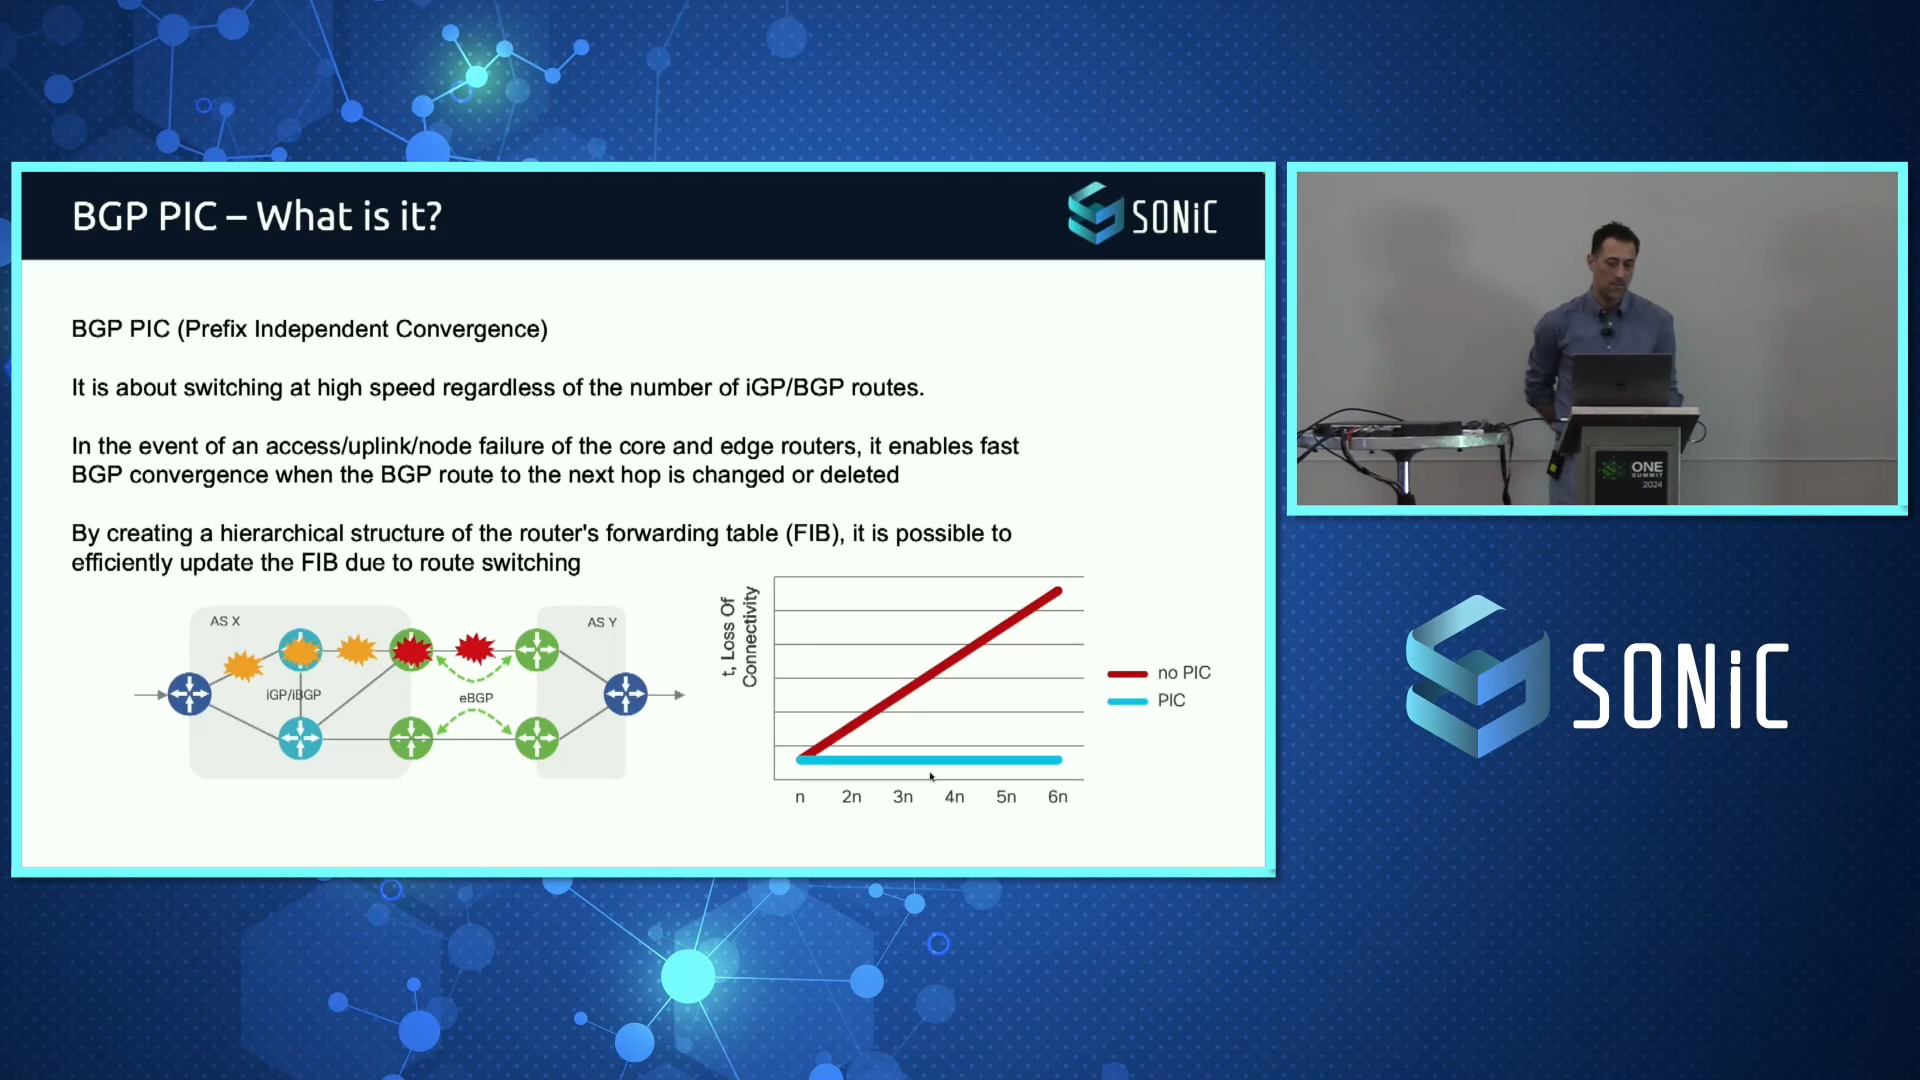 BGP PIC – What is it?
SONiC
BGP PIC (Prefix Independent Convergence)
It is about switching at high speed regardless of the number of iGP/BGP routes.
In the event of an access/uplink/node failure of the core and edge routers, it enables fast
BGP convergence when the BGP route to the next hop is changed or deleted
By creating a hierarchical structure of the router's forwarding table (FIB), it is possible to
efficiently update the FIB due to route switching
AS X
AS Y
iGP/iBGP
eBGP
t, Loss Of
Connectivity
no PIC
PIC
n 2n 3n 4n 5n 6n
ONE
SUMMIT
2024
SONiC